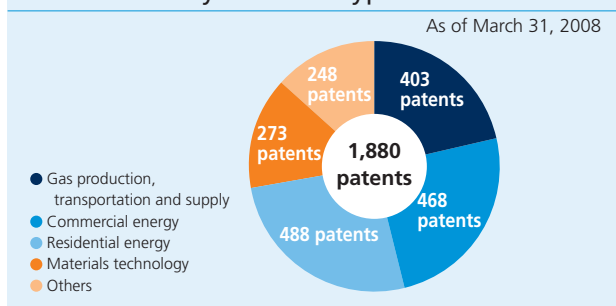 As of March 31, 2008
248
patents
403
patents
273
patents
1,880
patents
468
patents
488 patents
Gas production,
transportation and supply
Commercial energy
Residential energy
Materials technology
Others